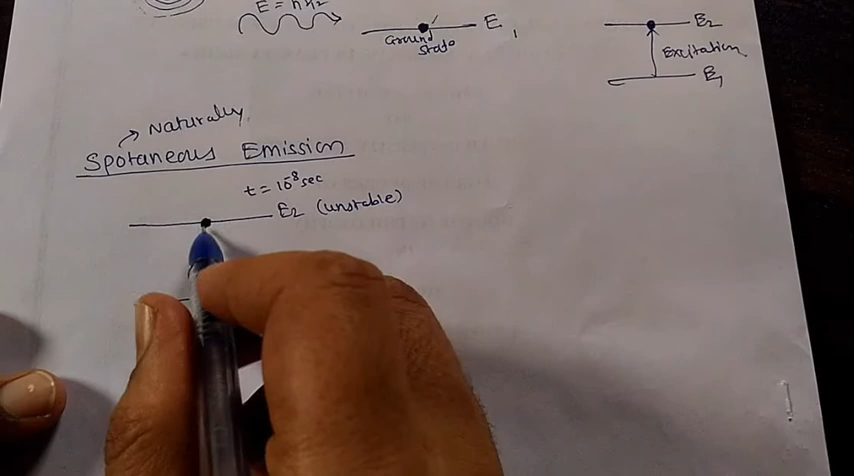 E = hν₂
E₁
Ground
State
E₂
Excitation
E₁
Naturally,
Spotaneous Emission
t = 10⁻⁸ sec
E₂ (unstable)